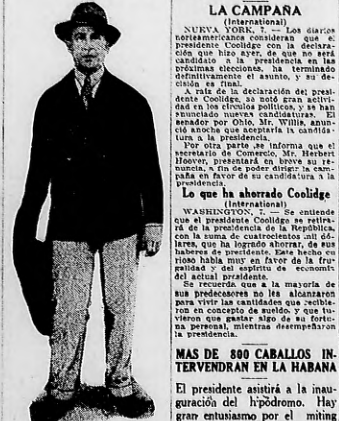 LA CAMPAÑA
(International)
NUEVA YORK, 7. — Los diarios
norteamericanos consideran que el
presidente Coolidge con la declara-
ción que hizo ayer, de que no será
candidato a la presidencia en las
próximas elecciones, ha terminado
definitivamente el asunto, y su de-
cisión es final.
A raíz de la declaración del presi-
dente Coolidge, se notó gran activi-
dad en los círculos políticos, y se han
anunciado nuevas candidaturas. El
senador por Ohio, Mr. Willis, anun-
ció anoche que aceptaría la candida-
tura a la presidencia.
Por otra parte se informa que el
secretario de Comercio, Mr. Herbert
Hoover, presentará en breve su re-
nuncia, a fin de poder dirigir la cam-
paña en favor de su candidatura a la
presidencia.
Lo que ha ahorrado Coolidge
(International)
WASHINGTON, 7. — Se entiende
que el presidente Coolidge se retira-
rá de la presidencia de la República,
con la suma de cuatrocientos mil dó-
lares, que ha logrado ahorrar, de sus
haberes de presidente. Este hecho cu-
rioso habla muy en favor de la fru-
galidad y del espíritu de economía
del actual presidente.
Se recuerda que a la mayoría de
sus predecesores no les alcanzaron
para vivir las cantidades que recibie-
ron en concepto de sueldo, y que tu-
vieron que gastar algo de su fortu-
na personal, mientras desempeñaron
la presidencia.
MAS DE 800 CABALLOS IN-
TERVENDRAN EN LA HABANA
El presidente asistirá a la inau-
guración del hipódromo. Hay
gran entusiasmo por el miting